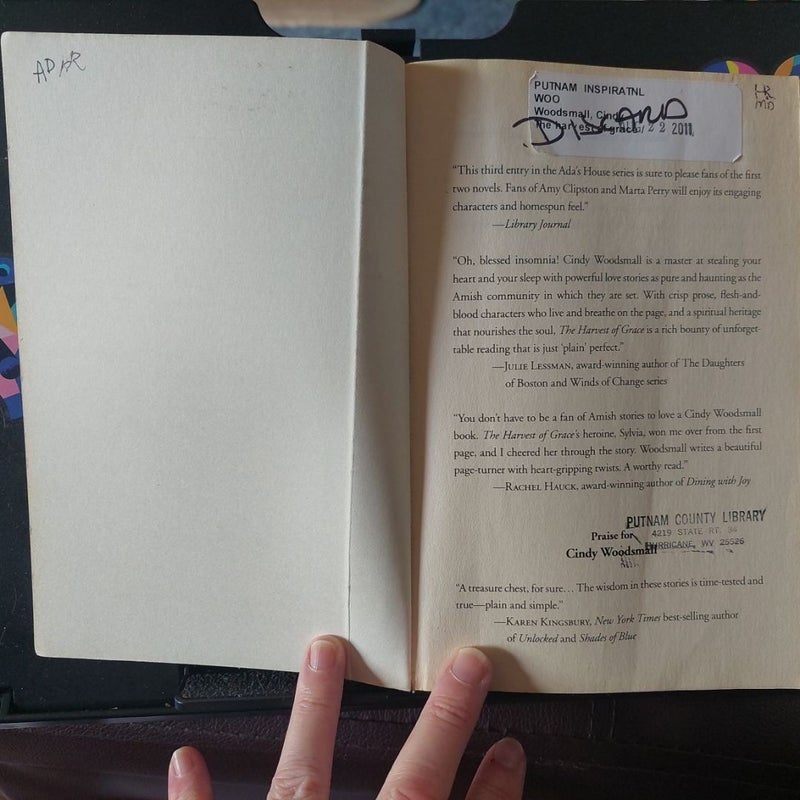 PUTNAM INSPIRATNL
WOO
Woodsmall, Cindy
The harvest of grace/
22 2011
DISCARD
HR
MD
"This third entry in the Ada's House series is sure to please fans of the first
two novels. Fans of Amy Clipston and Marta Perry will enjoy its engaging
characters and homespun feel."
—Library Journal
"Oh, blessed insomnia! Cindy Woodsmall is a master at stealing your
heart and your sleep with powerful love stories as pure and haunting as the
Amish community in which they are set. With crisp prose, flesh-and-
blood characters who live and breathe on the page, and a spiritual heritage
that nourishes the soul, The Harvest of Grace is a rich bounty of unforget-
table reading that is just 'plain' perfect."
—Julie Lessman, award-winning author of The Daughters
of Boston and Winds of Change series
"You don't have to be a fan of Amish stories to love a Cindy Woodsmall
book. The Harvest of Grace's heroine, Sylvia, won me over from the first
page, and I cheered her through the story. Woodsmall writes a beautiful
page-turner with heart-gripping twists. A worthy read."
—Rachel Hauck, award-winning author of Dining with Joy
PUTNAM COUNTY LIBRARY
4219 STATE RT. 34
HURRICANE, WV 25526
Praise for
Cindy Woodsmall
"A treasure chest, for sure… The wisdom in these stories is time-tested and
true—plain and simple."
—Karen Kingsbury, New York Times best-selling author
of Unlocked and Shades of Blue